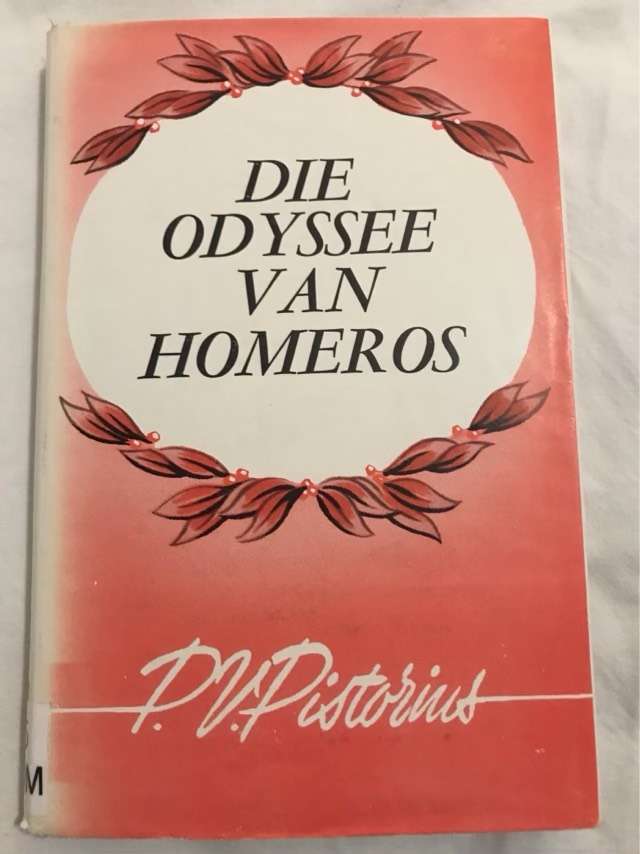 DIE
ODYSSEE
VAN
HOMEROS
P.V.Pistorius
M